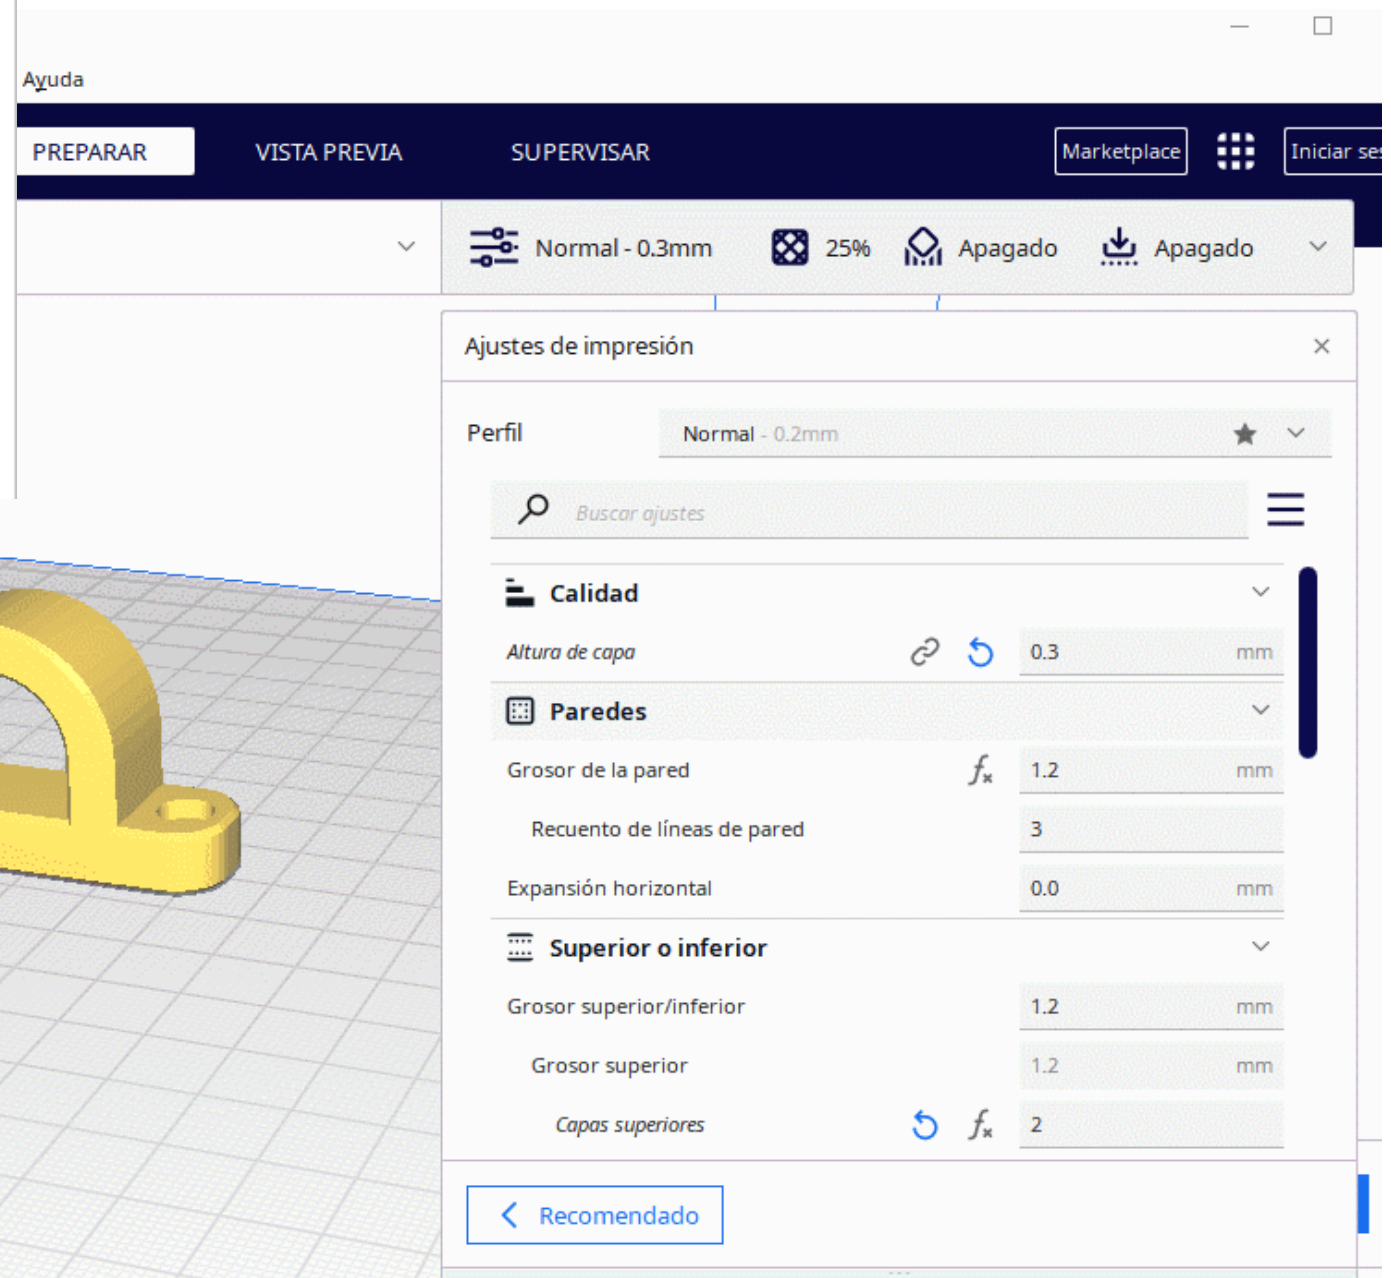 Ayuda
PREPARAR VISTA PREVIA SUPERVISAR Marketplace Iniciar ses
Normal - 0.3mm 25% Apagado Apagado
Ajustes de impresión
Perfil Normal - 0.2mm
Buscar ajustes
Calidad
Altura de capa 0.3 mm
Paredes
Grosor de la pared 1.2 mm
Recuento de líneas de pared 3
Expansión horizontal 0.0 mm
Superior o inferior
Grosor superior/inferior 1.2 mm
Grosor superior 1.2 mm
Capas superiores 2
Recomendado